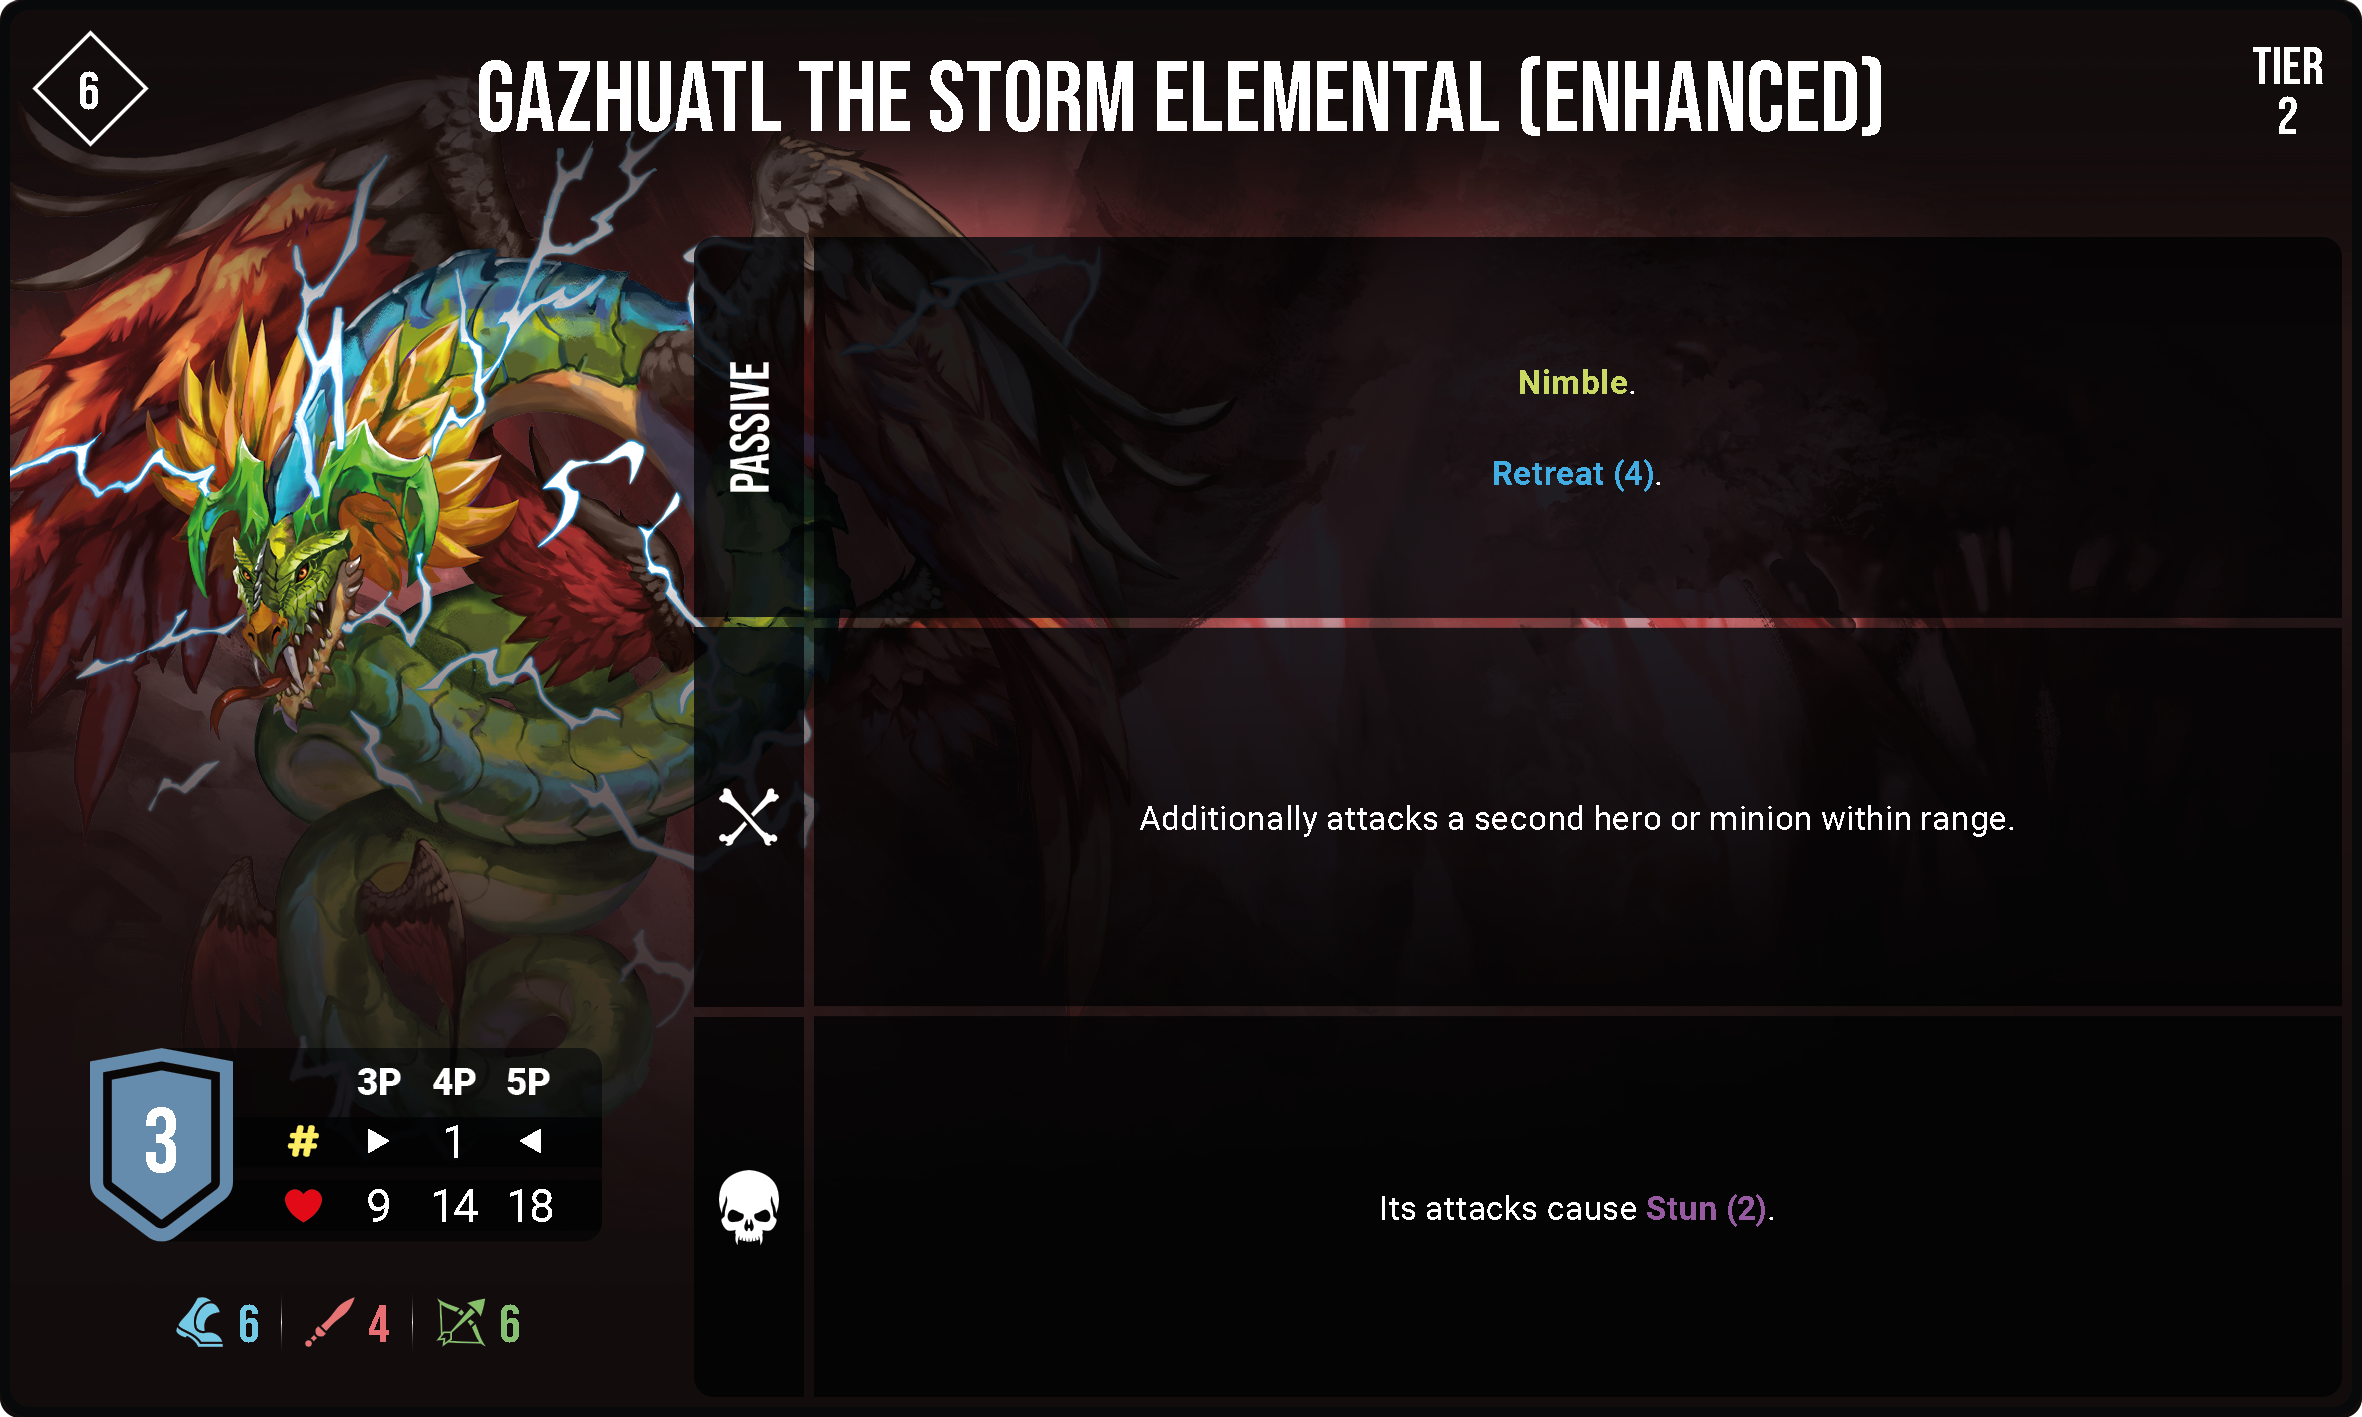 6
GAZHUATL THE STORM ELEMENTAL (ENHANCED)
TIER
2
PASSIVE
Nimble.
Retreat (4).
Additionally attacks a second hero or minion within range.
Its attacks cause Stun (2).
3
3P 4P 5P
# ▶ 1 ◀
9 14 18
6 4 6